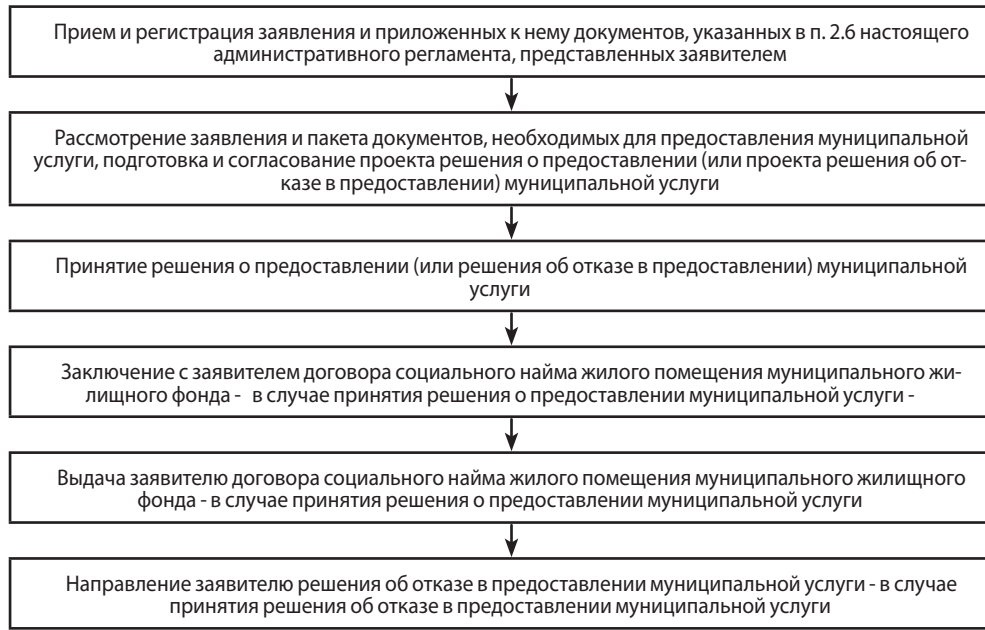 Прием и регистрация заявления и приложенных к нему документов, указанных в п. 2.6 настоящего
административного регламента, представленных заявителем
Рассмотрение заявления и пакета документов, необходимых для предоставления муниципальной
услуги, подготовка и согласование проекта решения о предоставлении (или проекта решения об от-
казе в предоставлении) муниципальной услуги
Принятие решения о предоставлении (или решения об отказе в предоставлении) муниципальной
услуги
Заключение с заявителем договора социального найма жилого помещения муниципального жи-
лищного фонда - в случае принятия решения о предоставлении муниципальной услуги -
Выдача заявителю договора социального найма жилого помещения муниципального жилищного
фонда - в случае принятия решения о предоставлении муниципальной услуги
Направление заявителю решения об отказе в предоставлении муниципальной услуги - в случае
принятия решения об отказе в предоставлении муниципальной услуги